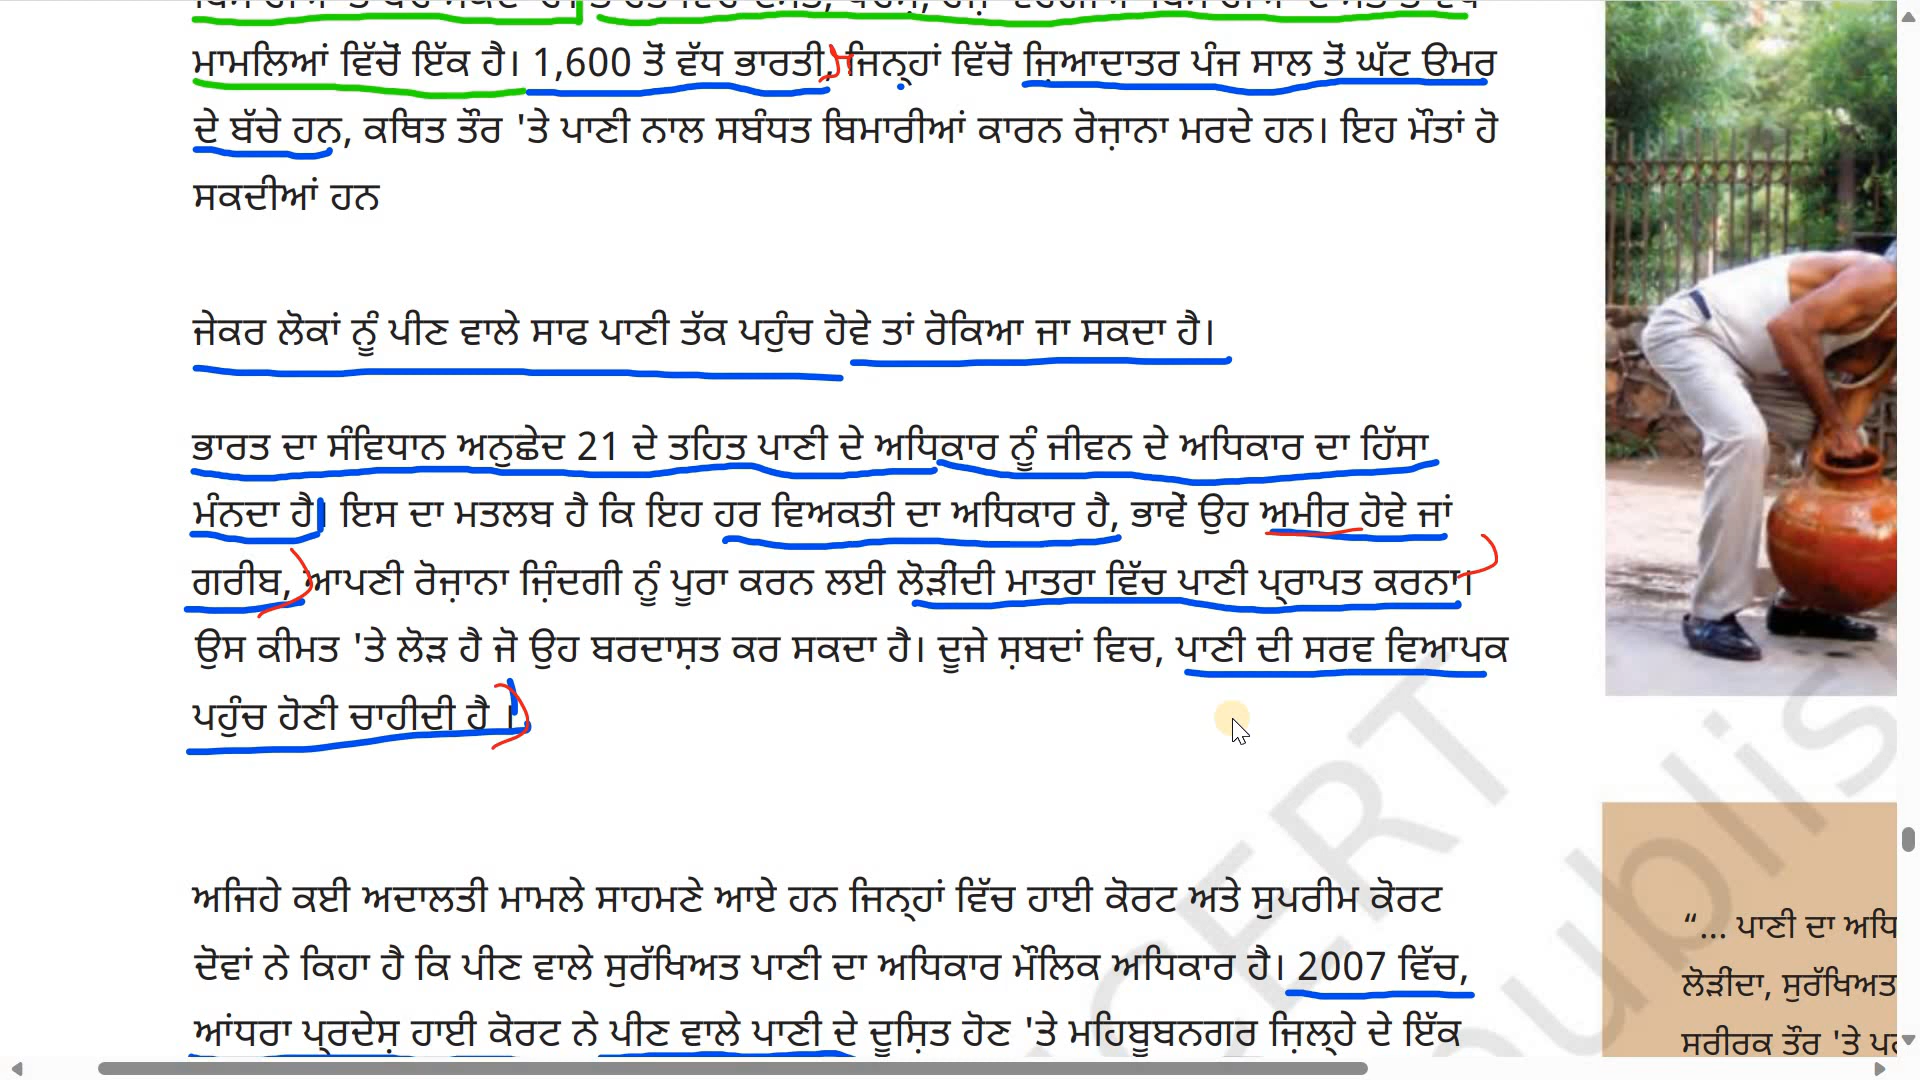 ਮਾਮਲਿਆਂ ਵਿੱਚੋਂ ਇੱਕ ਹੈ। 1,600 ਤੋਂ ਵੱਧ ਭਾਰਤੀ, ਜਿਨ੍ਹਾਂ ਵਿੱਚੋਂ ਜ਼ਿਆਦਾਤਰ ਪੰਜ ਸਾਲ ਤੋਂ ਘੱਟ ਉਮਰ
ਦੇ ਬੱਚੇ ਹਨ, ਕਥਿਤ ਤੌਰ 'ਤੇ ਪਾਣੀ ਨਾਲ ਸਬੰਧਤ ਬਿਮਾਰੀਆਂ ਕਾਰਨ ਰੋਜ਼ਾਨਾ ਮਰਦੇ ਹਨ। ਇਹ ਮੌਤਾਂ ਹੋ
ਸਕਦੀਆਂ ਹਨ
ਜੇਕਰ ਲੋਕਾਂ ਨੂੰ ਪੀਣ ਵਾਲੇ ਸਾਫ ਪਾਣੀ ਤੱਕ ਪਹੁੰਚ ਹੋਵੇ ਤਾਂ ਰੋਕਿਆ ਜਾ ਸਕਦਾ ਹੈ।
ਭਾਰਤ ਦਾ ਸੰਵਿਧਾਨ ਅਨੁਛੇਦ 21 ਦੇ ਤਹਿਤ ਪਾਣੀ ਦੇ ਅਧਿਕਾਰ ਨੂੰ ਜੀਵਨ ਦੇ ਅਧਿਕਾਰ ਦਾ ਹਿੱਸਾ
ਮੰਨਦਾ ਹੈ। ਇਸ ਦਾ ਮਤਲਬ ਹੈ ਕਿ ਇਹ ਹਰ ਵਿਅਕਤੀ ਦਾ ਅਧਿਕਾਰ ਹੈ, ਭਾਵੇਂ ਉਹ ਅਮੀਰ ਹੋਵੇ ਜਾਂ
ਗਰੀਬ, ਆਪਣੀ ਰੋਜ਼ਾਨਾ ਜ਼ਿੰਦਗੀ ਨੂੰ ਪੂਰਾ ਕਰਨ ਲਈ ਲੋੜੀਂਦੀ ਮਾਤਰਾ ਵਿੱਚ ਪਾਣੀ ਪ੍ਰਾਪਤ ਕਰਨਾ।
ਉਸ ਕੀਮਤ 'ਤੇ ਲੋੜ ਹੈ ਜੋ ਉਹ ਬਰਦਾਸ਼ਤ ਕਰ ਸਕਦਾ ਹੈ। ਦੂਜੇ ਸ਼ਬਦਾਂ ਵਿਚ, ਪਾਣੀ ਦੀ ਸਰਵ ਵਿਆਪਕ
ਪਹੁੰਚ ਹੋਣੀ ਚਾਹੀਦੀ ਹੈ ।
ਅਜਿਹੇ ਕਈ ਅਦਾਲਤੀ ਮਾਮਲੇ ਸਾਹਮਣੇ ਆਏ ਹਨ ਜਿਨ੍ਹਾਂ ਵਿੱਚ ਹਾਈ ਕੋਰਟ ਅਤੇ ਸੁਪਰੀਮ ਕੋਰਟ
ਦੋਵਾਂ ਨੇ ਕਿਹਾ ਹੈ ਕਿ ਪੀਣ ਵਾਲੇ ਸੁਰੱਖਿਅਤ ਪਾਣੀ ਦਾ ਅਧਿਕਾਰ ਮੌਲਿਕ ਅਧਿਕਾਰ ਹੈ। 2007 ਵਿੱਚ,
ਆਂਧਰਾ ਪ੍ਰਦੇਸ਼ ਹਾਈ ਕੋਰਟ ਨੇ ਪੀਣ ਵਾਲੇ ਪਾਣੀ ਦੇ ਦੂਸ਼ਿਤ ਹੋਣ 'ਤੇ ਮਹਿਬੂਬਨਗਰ ਜ਼ਿਲ੍ਹੇ ਦੇ ਇੱਕ
“... ਪਾਣੀ ਦਾ ਅਧਿ
ਲੋੜੀਂਦਾ, ਸੁਰੱਖਿਅਤ
ਸਰੀਰਕ ਤੌਰ 'ਤੇ
NCERT
publis